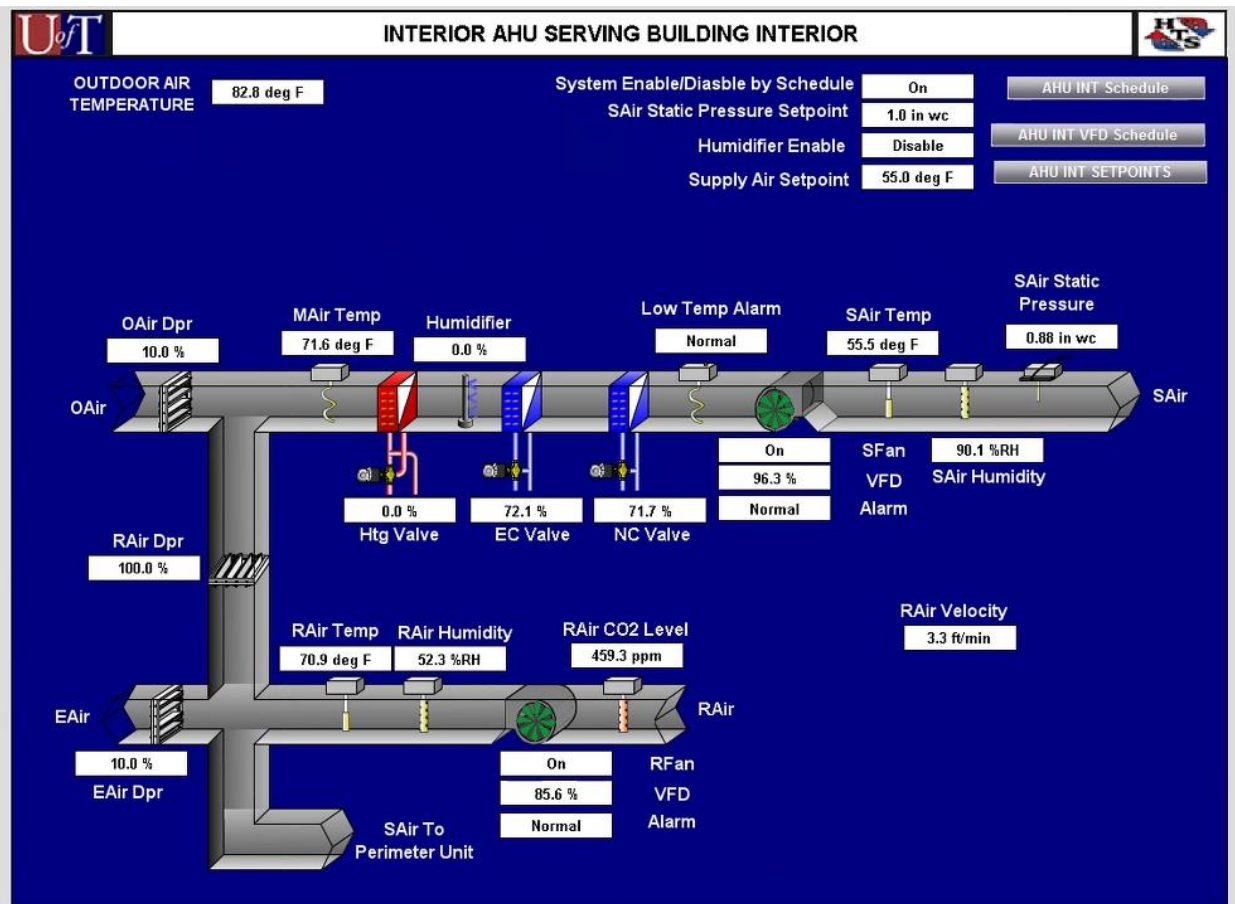 UofT
INTERIOR AHU SERVING BUILDING INTERIOR
HTS
OUTDOOR AIR
TEMPERATURE
82.8 deg F
System Enable/Diasble by Schedule
On
AHU INT Schedule
SAir Static Pressure Setpoint
1.0 in wc
AHU INT VFD Schedule
Humidifier Enable
Disable
Supply Air Setpoint
55.0 deg F
AHU INT SETPOINTS
OAir Dpr
10.0 %
MAir Temp
71.6 deg F
Humidifier
0.0 %
Low Temp Alarm
Normal
SAir Temp
55.5 deg F
SAir Static
Pressure
0.88 in wc
OAir
SAir
On
SFan
96.3 %
VFD
Normal
Alarm
90.1 %RH
SAir Humidity
0.0 %
Htg Valve
72.1 %
EC Valve
71.7 %
NC Valve
RAir Dpr
100.0 %
RAir Temp
70.9 deg F
RAir Humidity
52.3 %RH
RAir CO2 Level
459.3 ppm
RAir Velocity
3.3 ft/min
EAir
RAir
10.0 %
EAir Dpr
On
RFan
85.6 %
VFD
Normal
Alarm
SAir To
Perimeter Unit